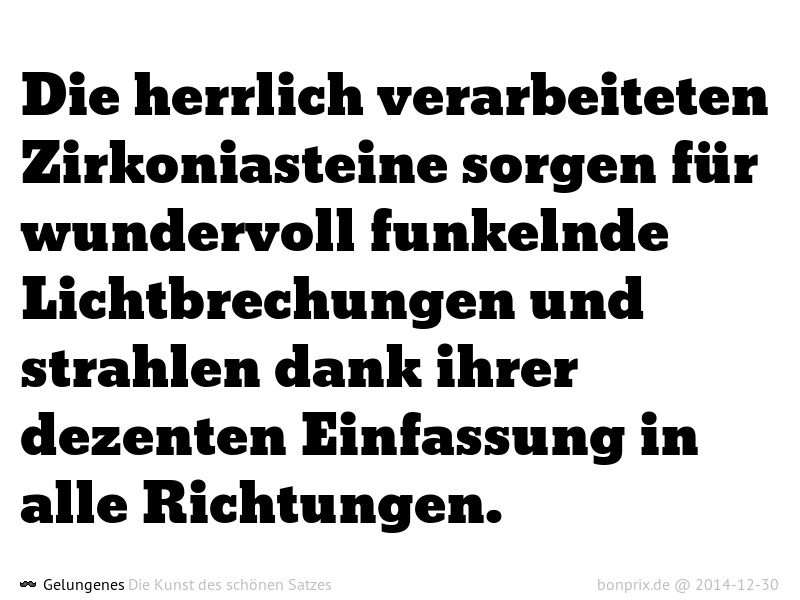 Die herrlich verarbeiteten
Zirkoniasteine sorgen für
wundervoll funkelnde
Lichtbrechungen und
strahlen dank ihrer
dezenten Einfassung in
alle Richtungen.
Gelungenes Die Kunst des schönen Satzes bonprix.de @ 2014-12-30